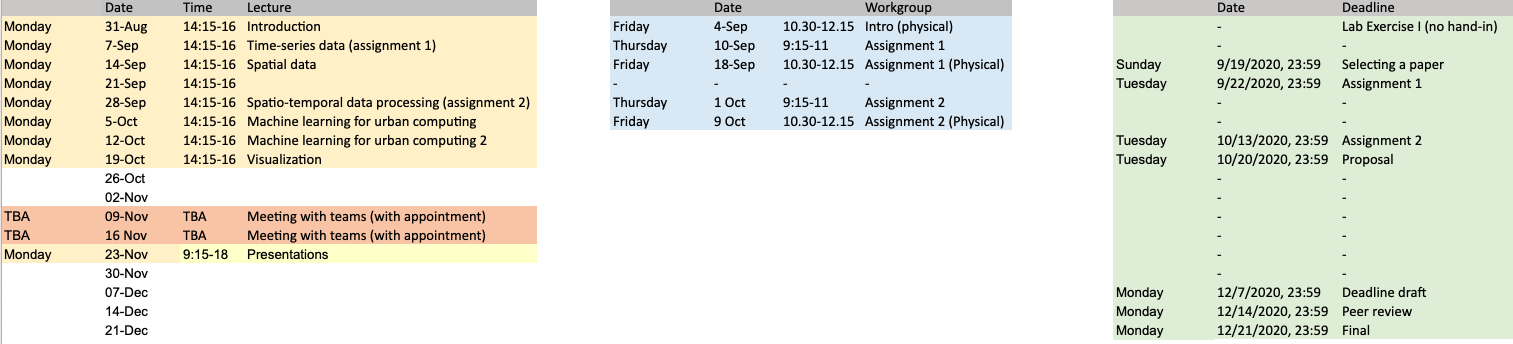 Date Time Lecture
Monday 31-Aug 14:15-16 Introduction
Monday 7-Sep 14:15-16 Time-series data (assignment 1)
Monday 14-Sep 14:15-16 Spatial data
Monday 21-Sep 14:15-16
Monday 28-Sep 14:15-16 Spatio-temporal data processing (assignment 2)
Monday 5-Oct 14:15-16 Machine learning for urban computing
Monday 12-Oct 14:15-16 Machine learning for urban computing 2
Monday 19-Oct 14:15-16 Visualization
26-Oct
02-Nov
TBA 09-Nov TBA Meeting with teams (with appointment)
TBA 16 Nov TBA Meeting with teams (with appointment)
Monday 23-Nov 9:15-18 Presentations
30-Nov
07-Dec
14-Dec
21-Dec
Date Workgroup
Friday 4-Sep 10.30-12.15 Intro (physical)
Thursday 10-Sep 9:15-11 Assignment 1
Friday 18-Sep 10.30-12.15 Assignment 1 (Physical)
- - - -
Thursday 1 Oct 9:15-11 Assignment 2
Friday 9 Oct 10.30-12.15 Assignment 2 (Physical)
Date Deadline
- Lab Exercise I (no hand-in)
- -
Sunday 9/19/2020, 23:59 Selecting a paper
Tuesday 9/22/2020, 23:59 Assignment 1
- -
- -
Tuesday 10/13/2020, 23:59 Assignment 2
Tuesday 10/20/2020, 23:59 Proposal
- -
- -
- -
- -
- -
- -
Monday 12/7/2020, 23:59 Deadline draft
Monday 12/14/2020, 23:59 Peer review
Monday 12/21/2020, 23:59 Final